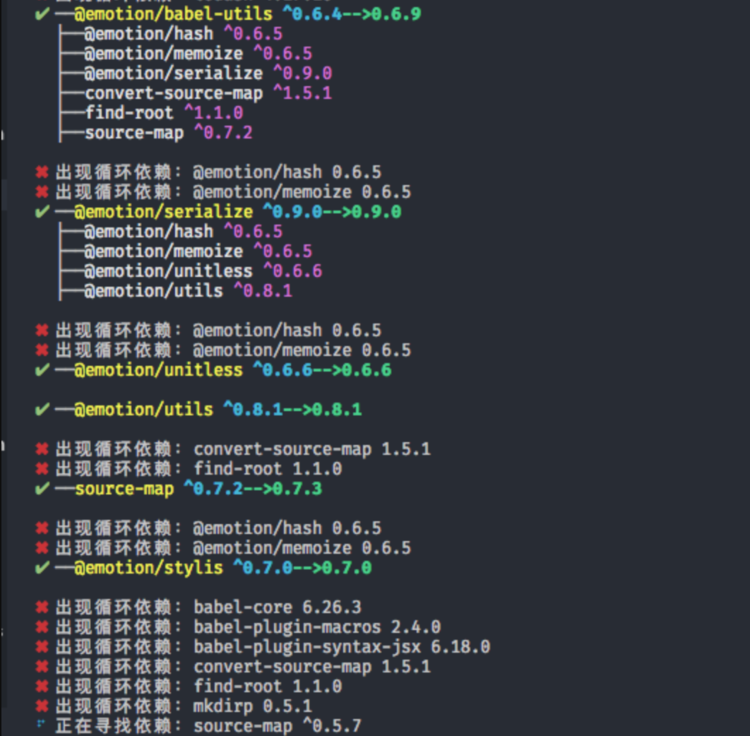 ✔ ──@emotion/babel-utils ^0.6.4-->0.6.9
├──@emotion/hash ^0.6.5
├──@emotion/memoize ^0.6.5
├──@emotion/serialize ^0.9.0
├──convert-source-map ^1.5.1
├──find-root ^1.1.0
├──source-map ^0.7.2
✖ 出现循环依赖: @emotion/hash 0.6.5
✖ 出现循环依赖: @emotion/memoize 0.6.5
✔ ──@emotion/serialize ^0.9.0-->0.9.0
├──@emotion/hash ^0.6.5
├──@emotion/memoize ^0.6.5
├──@emotion/unitless ^0.6.6
├──@emotion/utils ^0.8.1
✖ 出现循环依赖: @emotion/hash 0.6.5
✖ 出现循环依赖: @emotion/memoize 0.6.5
✔ ──@emotion/unitless ^0.6.6-->0.6.6
✔ ──@emotion/utils ^0.8.1-->0.8.1
✖ 出现循环依赖: convert-source-map 1.5.1
✖ 出现循环依赖: find-root 1.1.0
✔ ──source-map ^0.7.2-->0.7.3
✖ 出现循环依赖: @emotion/hash 0.6.5
✖ 出现循环依赖: @emotion/memoize 0.6.5
✔ ──@emotion/stylis ^0.7.0-->0.7.0
✖ 出现循环依赖: babel-core 6.26.3
✖ 出现循环依赖: babel-plugin-macros 2.4.0
✖ 出现循环依赖: babel-plugin-syntax-jsx 6.18.0
✖ 出现循环依赖: convert-source-map 1.5.1
✖ 出现循环依赖: find-root 1.1.0
✖ 出现循环依赖: mkdirp 0.5.1
正在寻找依赖: source-map ^0.5.7